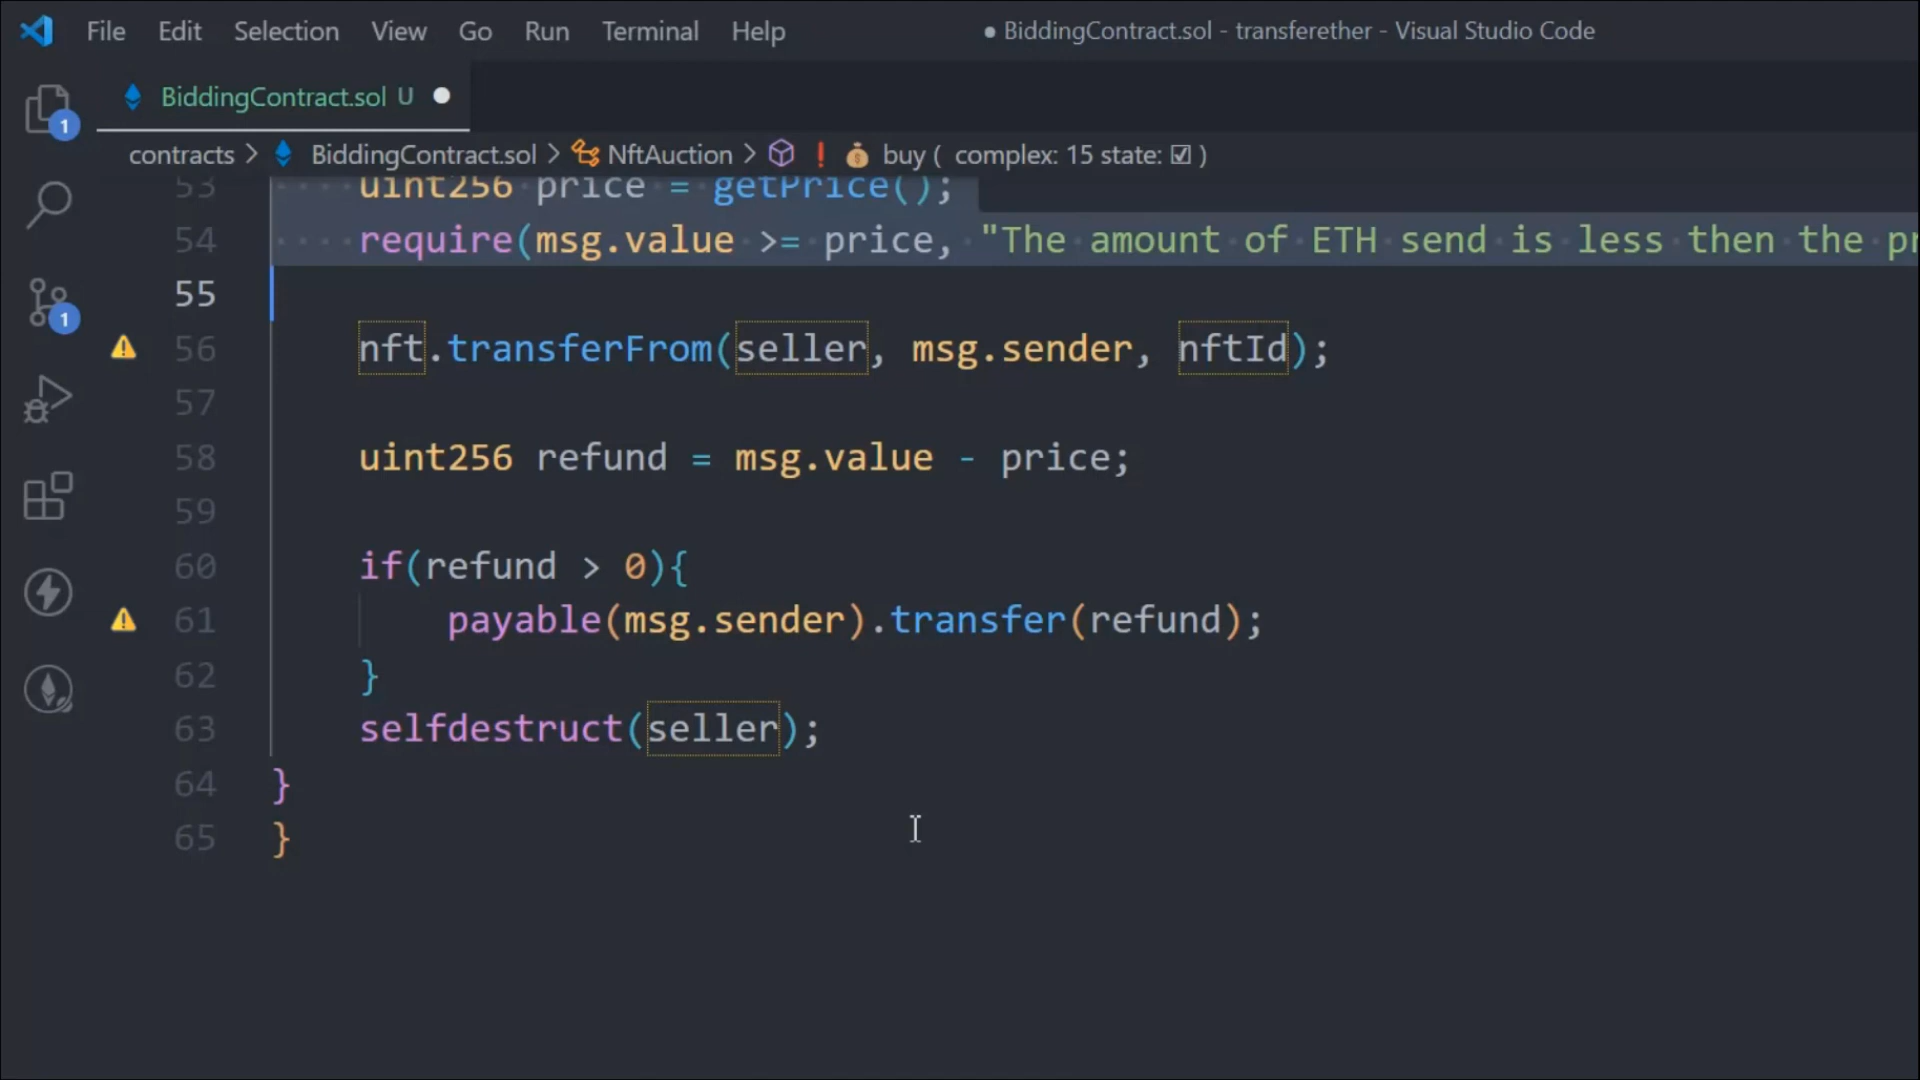 File Edit Selection View Go Run Terminal Help ● BiddingContract.sol - transferether - Visual Studio Code
BiddingContract.sol U ●
contracts > BiddingContract.sol > NftAuction > buy ( complex: 15 state: ☑ )
53 uint256 price = getPrice();
54 require(msg.value >= price, "The amount of ETH send is less then the pr
55
56 nft.transferFrom(seller, msg.sender, nftId);
57
58 uint256 refund = msg.value - price;
59
60 if(refund > 0){
61 payable(msg.sender).transfer(refund);
62 }
63 selfdestruct(seller);
64 }
65 }
1
1